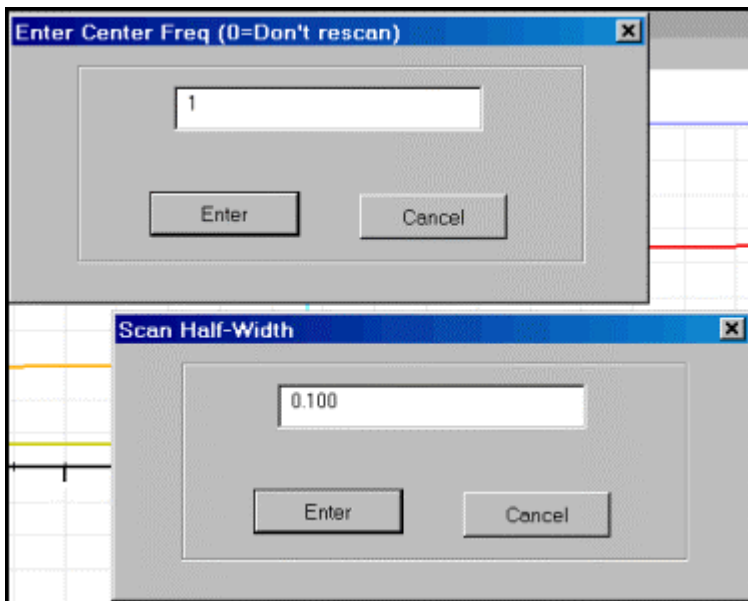 Enter Center Freq (0=Don't rescan)
1
Enter
Cancel
Scan Half-Width
0.100
Enter
Cancel